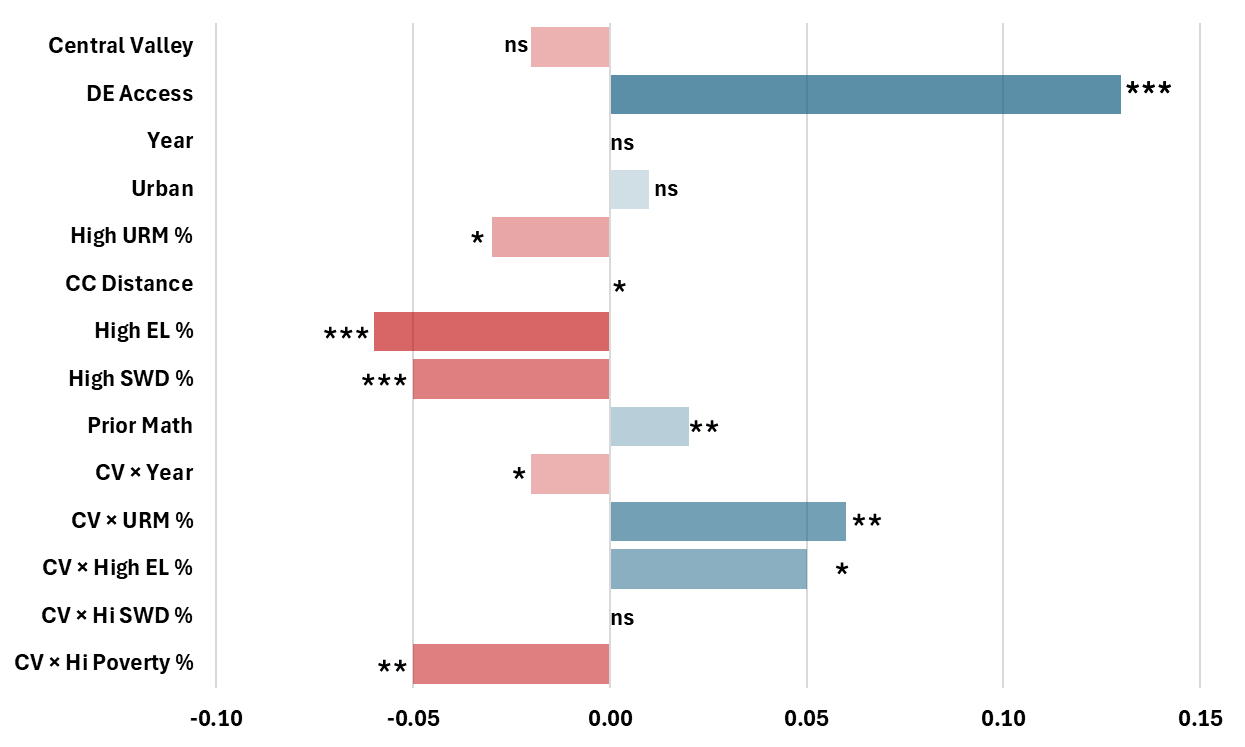 Central Valley ns
DE Access ***
Year ns
Urban ns
High URM % *
CC Distance *
High EL % ***
High SWD % ***
Prior Math **
CV × Year *
CV × URM % **
CV × High EL % *
CV × Hi SWD % ns
CV × Hi Poverty % **
-0.10 -0.05 0.00 0.05 0.10 0.15